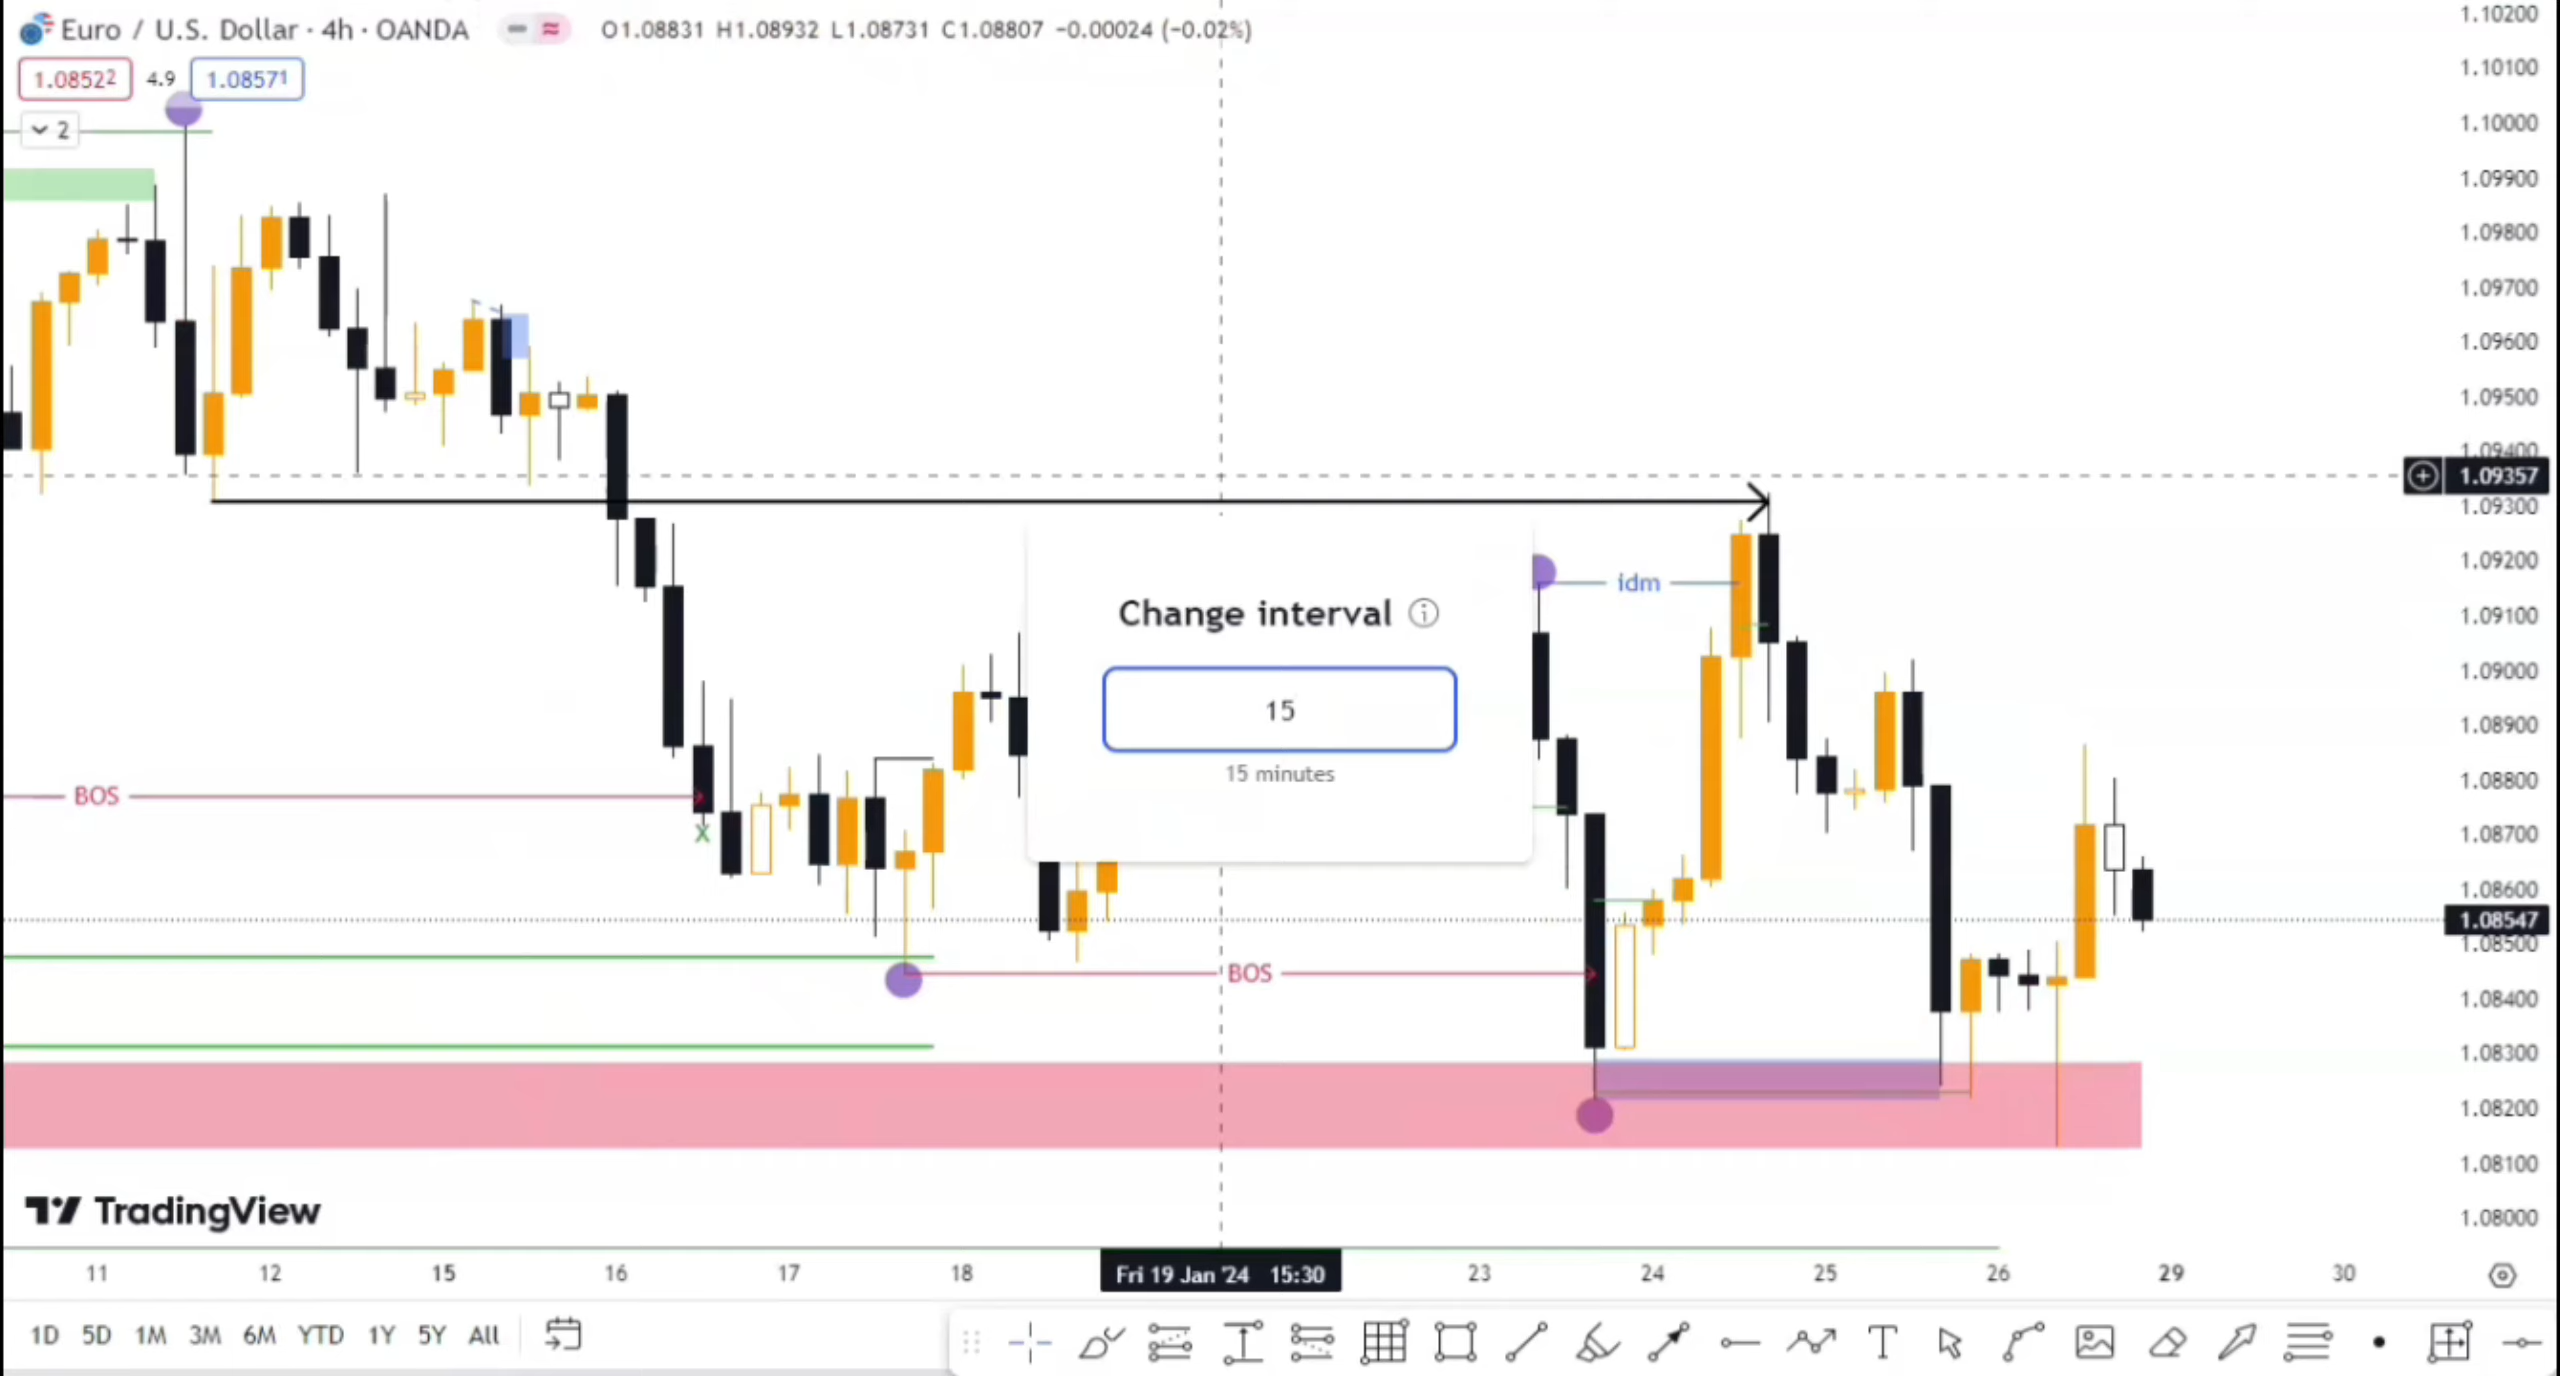 Euro / U.S. Dollar · 4h · OANDA O1.08831 H1.08932 L1.08731 C1.08807 −0.00024 (−0.02%)
1.08522 4.9 1.08571
2
1.10200
1.10100
1.10000
1.09900
1.09800
1.09700
1.09600
1.09500
1.09400
1.09357
1.09300
1.09200
1.09100
1.09000
1.08900
1.08800
1.08700
1.08600
1.08547
1.08500
1.08400
1.08300
1.08200
1.08100
1.08000
idm
Change interval
15
15 minutes
BOS
X
BOS
TradingView
11 12 15 16 17 18 Fri 19 Jan '24 15:30 23 24 25 26 29 30
1D 5D 1M 3M 6M YTD 1Y 5Y All